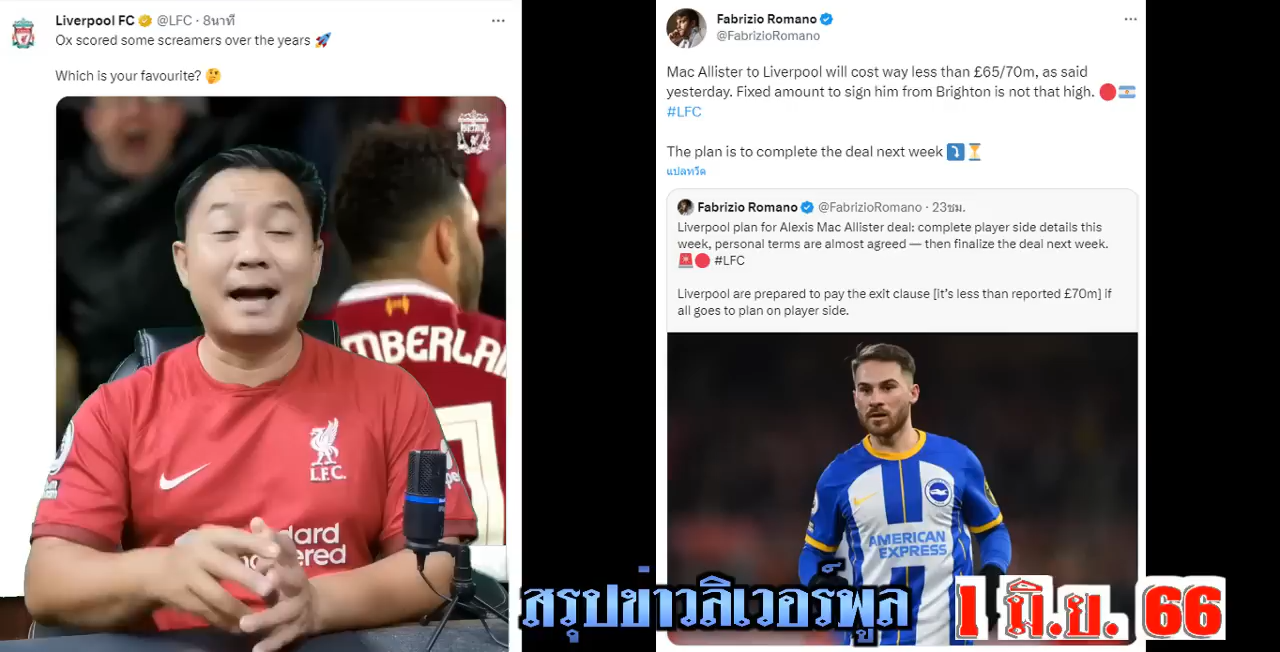 Liverpool FC @LFC · 8นาที
Ox scored some screamers over the years 🚀
Which is your favourite? 🤔
MBERLA
L.F.C.
dard
ered
Fabrizio Romano
@FabrizioRomano
Mac Allister to Liverpool will cost way less than £65/70m, as said
yesterday. Fixed amount to sign him from Brighton is not that high. 🔴🇦🇷
#LFC
The plan is to complete the deal next week ⤵️⏳
แปลทวีต
Fabrizio Romano @FabrizioRomano · 23ชม.
Liverpool plan for Alexis Mac Allister deal: complete player side details this
week, personal terms are almost agreed — then finalize the deal next week.
🚨🔴 #LFC
Liverpool are prepared to pay the exit clause [it's less than reported £70m] if
all goes to plan on player side.
AMERICAN
EXPRESS
สรุปข่าวลิเวอร์พูล 1 มิ.ย. 66